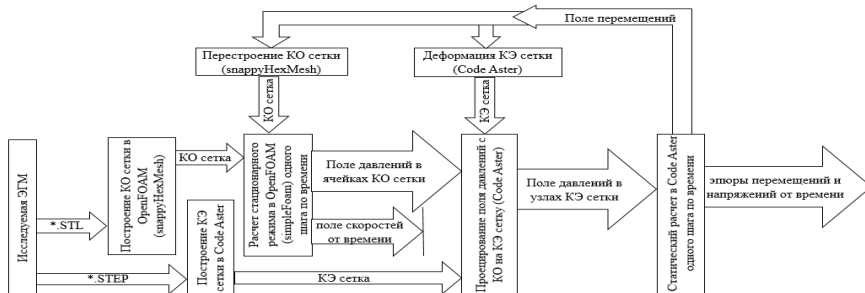 Поле перемещений
Перестроение КО сетки
(snappyHexMesh)
Деформация КЭ сетки
(Code Aster)
КО сетка
КЭ сетка
Исследуемая ЭГМ
*.STL
*.STEP
Построение КО сетки в
OpenFOAM
(snappyHexMesh)
КО сетка
Построение КЭ
сетки в Code Aster
Расчет стационарного
режима в OpenFOAM
(simpleFoam) одного
шага по времени
Поле давлений в
ячейках КО сетки
поле скоростей
от времени
КЭ сетка
Проецирование поля давлений с
КО на КЭ сетку (Code Aster)
Поле давлений в
узлах КЭ сетки
Статический расчет в Code Aster
одного шага по времени
эпюры перемещений и
напряжений от времени